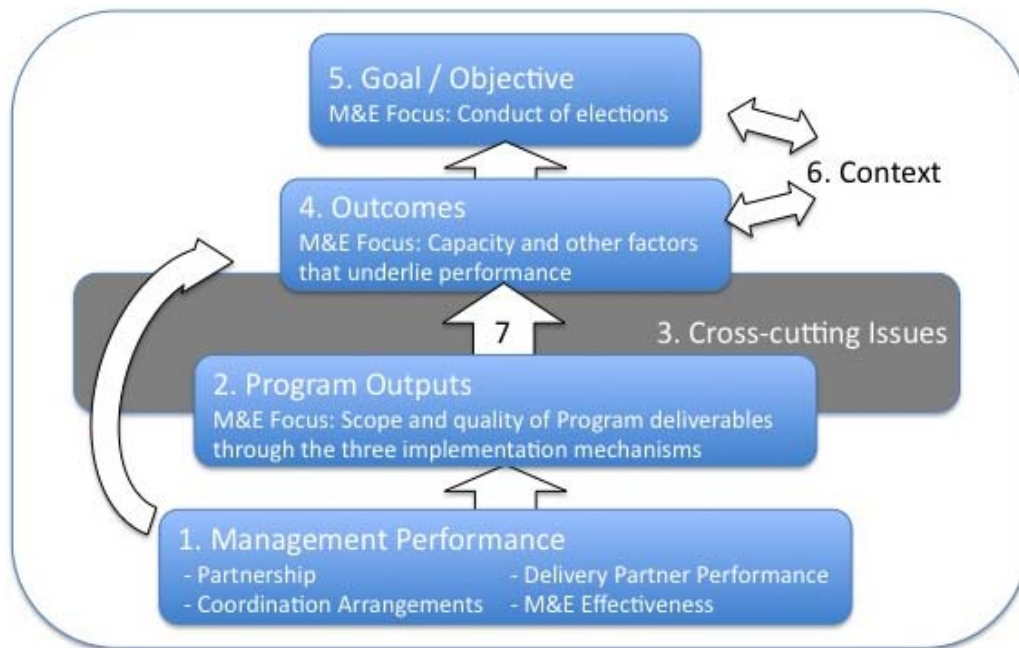 5. Goal / Objective
M&E Focus: Conduct of elections
6. Context
4. Outcomes
M&E Focus: Capacity and other factors
that underlie performance
7
3. Cross-cutting Issues
2. Program Outputs
M&E Focus: Scope and quality of Program deliverables
through the three implementation mechanisms
1. Management Performance
- Partnership
- Delivery Partner Performance
- Coordination Arrangements
- M&E Effectiveness